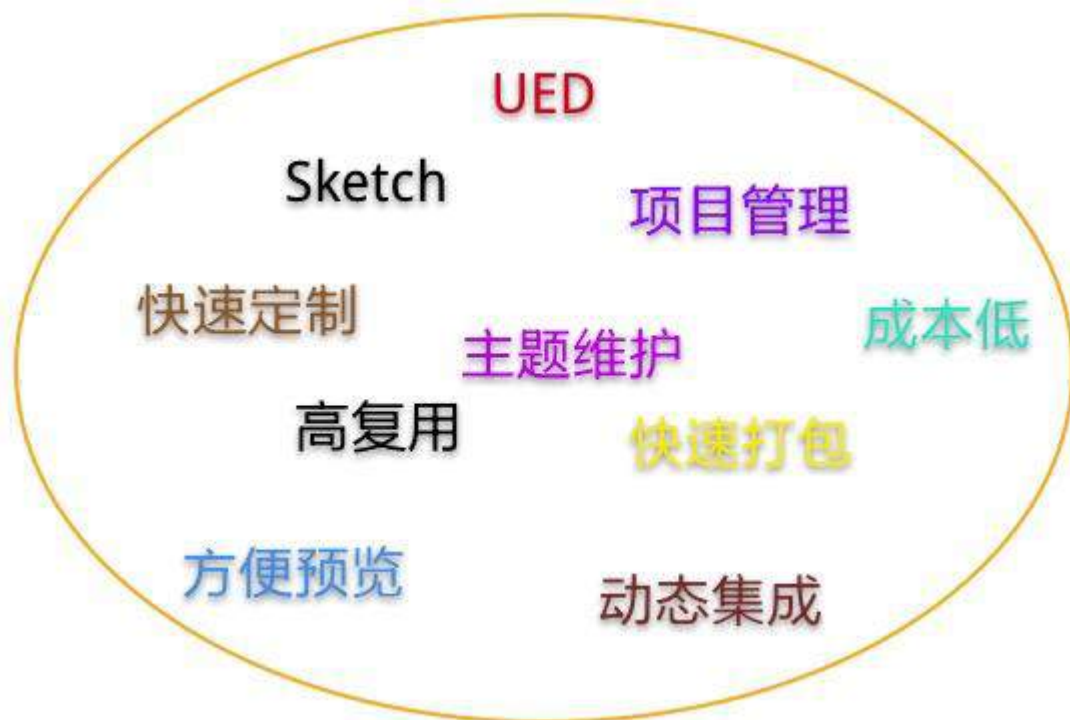 UED
Sketch
项目管理
快速定制
成本低
主题维护
高复用
快速打包
方便预览
动态集成